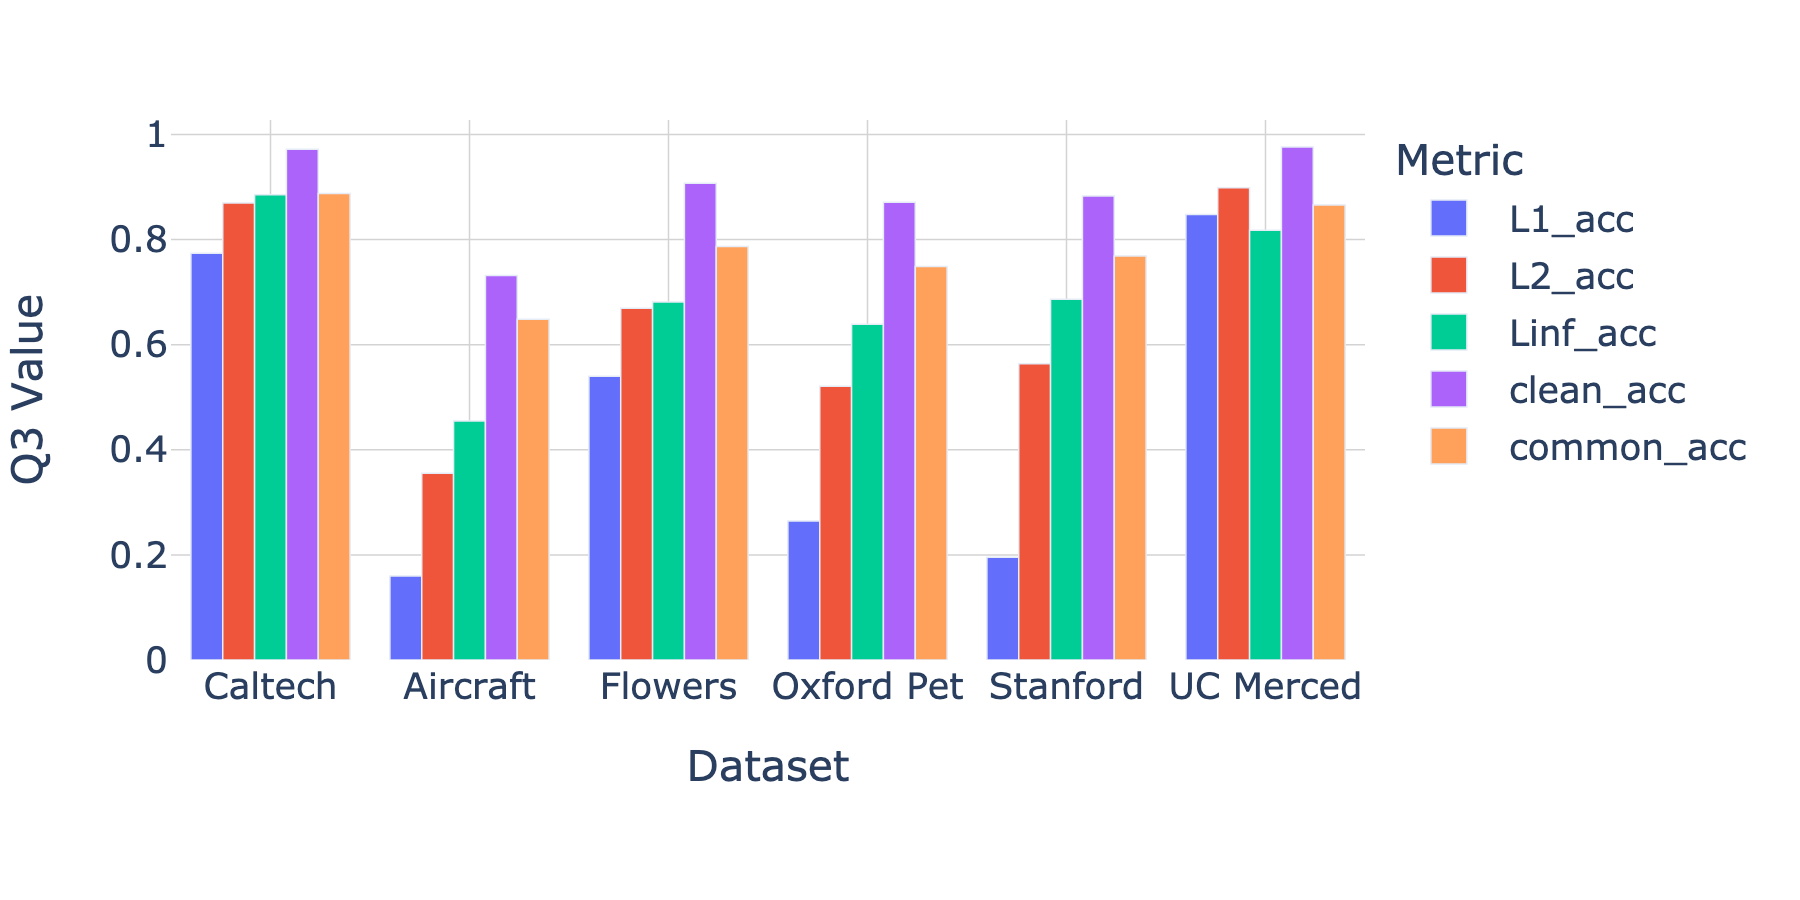 Q3 Value
1
0.8
0.6
0.4
0.2
0
Caltech
Aircraft
Flowers
Oxford Pet
Stanford
UC Merced
Dataset
Metric
L1_acc
L2_acc
Linf_acc
clean_acc
common_acc